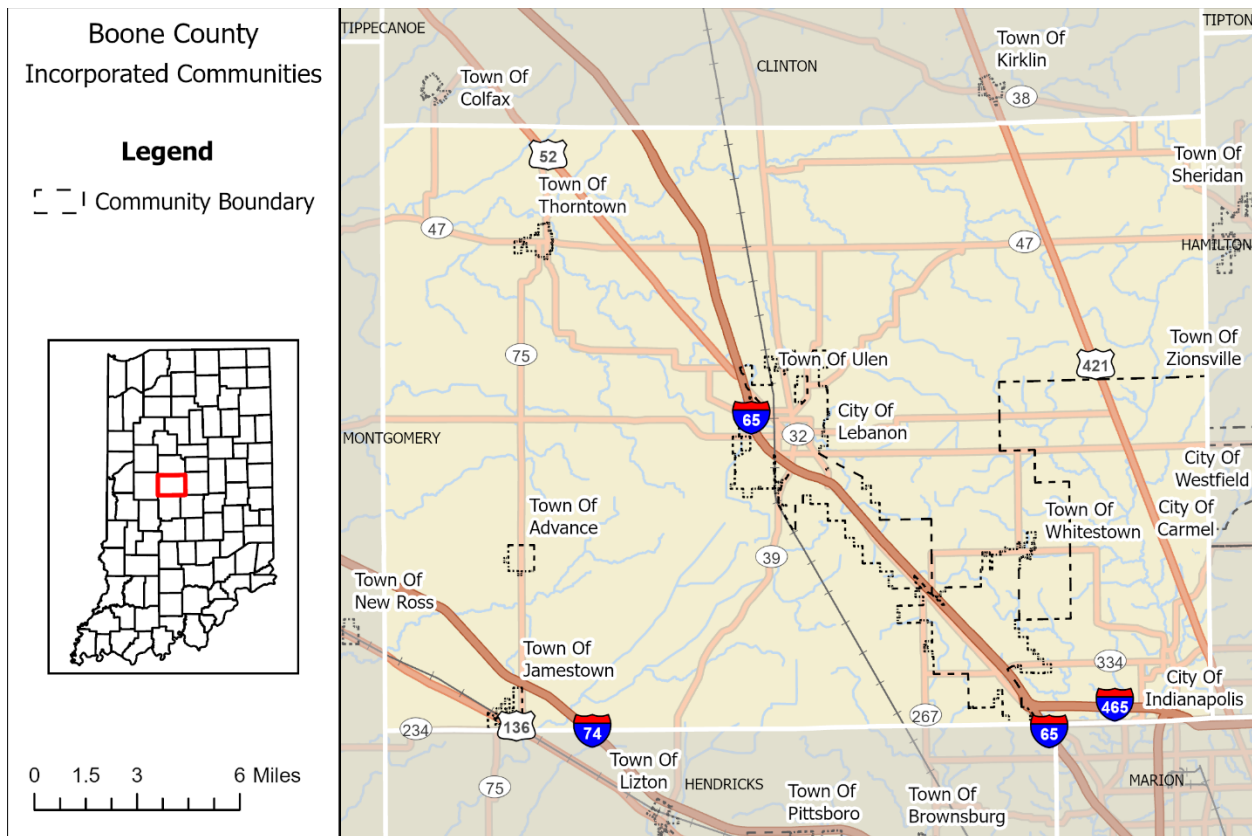 Boone County
Incorporated Communities
Legend
Community Boundary
0 1.5 3 6 Miles
TIPPECANOE
CLINTON
TIPTON
Town Of
Colfax
Town Of
Kirklin
38
52
Town Of
Thorntown
Town Of
Sheridan
47
47
HAMILTON
75
Town Of Ulen
Town Of
Zionsville
421
65
32
City Of
Lebanon
MONTGOMERY
City Of
Westfield
Town Of
Advance
Town Of
Whitestown
City Of
Carmel
39
Town Of
New Ross
Town Of
Jamestown
334
City Of
Indianapolis
465
234
136
74
267
65
Town Of
Lizton
HENDRICKS
MARION
75
Town Of
Pittsboro
Town Of
Brownsburg